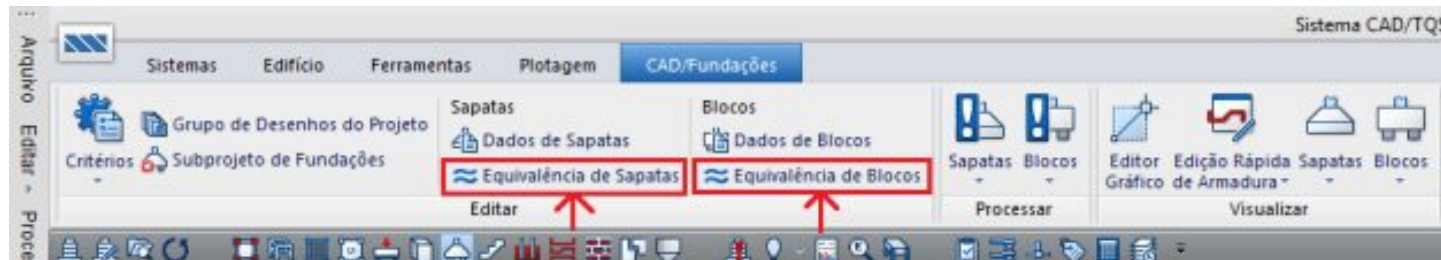 Sistema CAD/TQS
Sistemas Edifício Ferramentas Plotagem CAD/Fundações
Arquivo
Editar
Proce
Critérios
Grupo de Desenhos do Projeto
Subprojeto de Fundações
Sapatas
Dados de Sapatas
Equivalência de Sapatas
Blocos
Dados de Blocos
Equivalência de Blocos
Editar
Sapatas Blocos
Processar
Editor Gráfico
Edição Rápida de Armadura
Sapatas Blocos
Visualizar